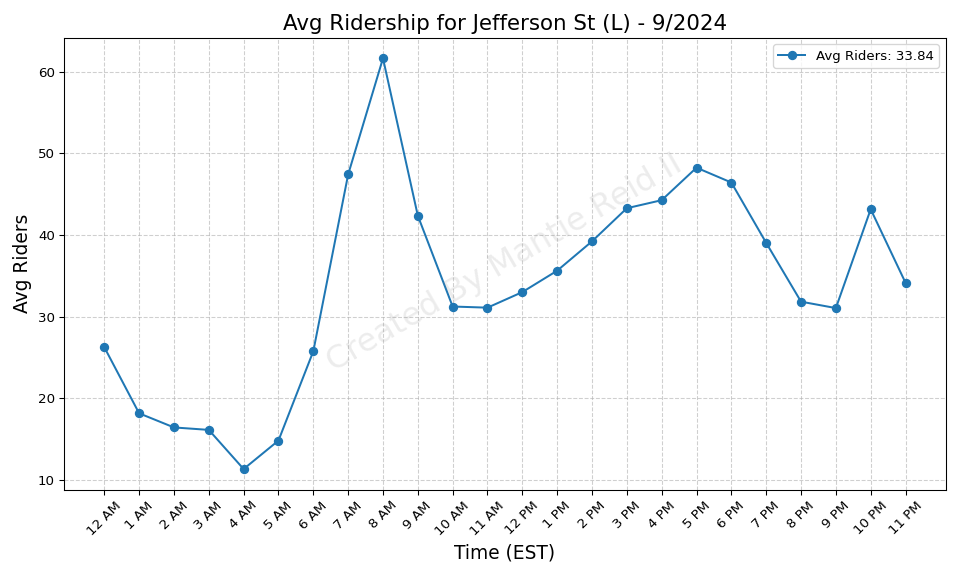 Avg Ridership for Jefferson St (L) - 9/2024
Avg Riders: 33.84
60
50
40
30
20
10
Avg Riders
Created By Mantie Reid II
12 AM
1 AM
2 AM
3 AM
4 AM
5 AM
6 AM
7 AM
8 AM
9 AM
10 AM
11 AM
12 PM
1 PM
2 PM
3 PM
4 PM
5 PM
6 PM
7 PM
8 PM
9 PM
10 PM
11 PM
Time (EST)